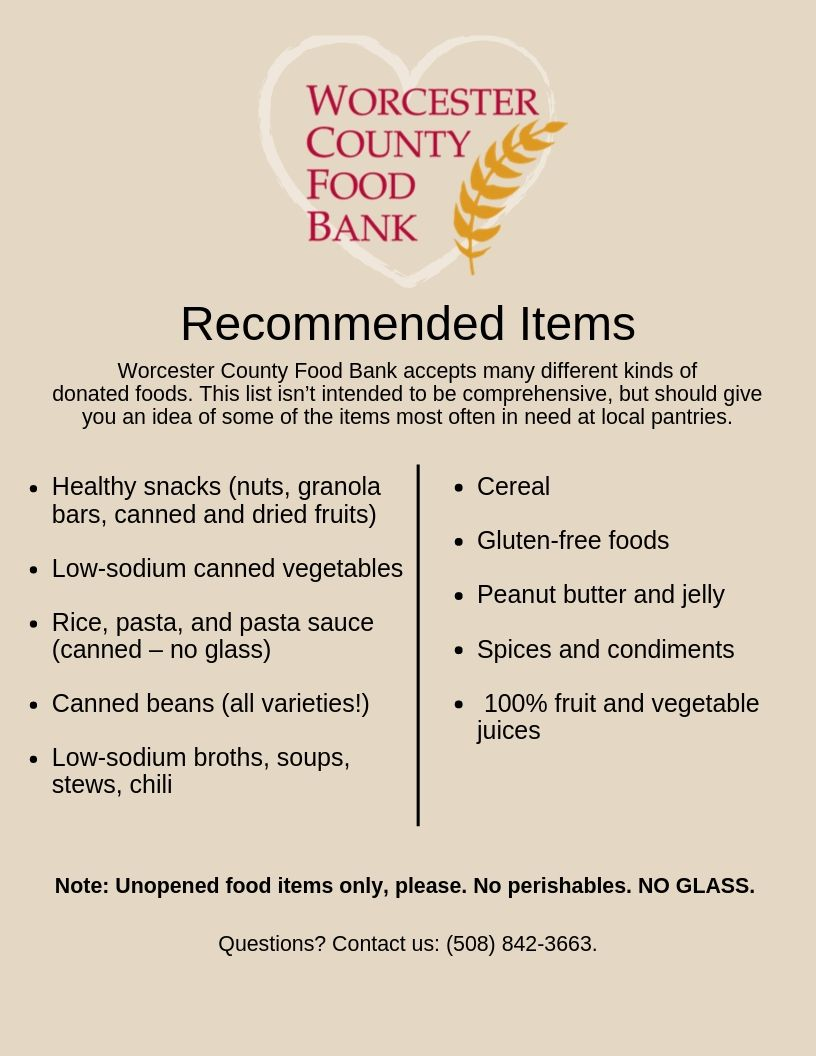 WORCESTER
COUNTY
FOOD
BANK
Recommended Items
Worcester County Food Bank accepts many different kinds of
donated foods. This list isn’t intended to be comprehensive, but should give
you an idea of some of the items most often in need at local pantries.
• Healthy snacks (nuts, granola
bars, canned and dried fruits)
• Low-sodium canned vegetables
• Rice, pasta, and pasta sauce
(canned – no glass)
• Canned beans (all varieties!)
• Low-sodium broths, soups,
stews, chili
• Cereal
• Gluten-free foods
• Peanut butter and jelly
• Spices and condiments
• 100% fruit and vegetable
juices
Note: Unopened food items only, please. No perishables. NO GLASS.
Questions? Contact us: (508) 842-3663.